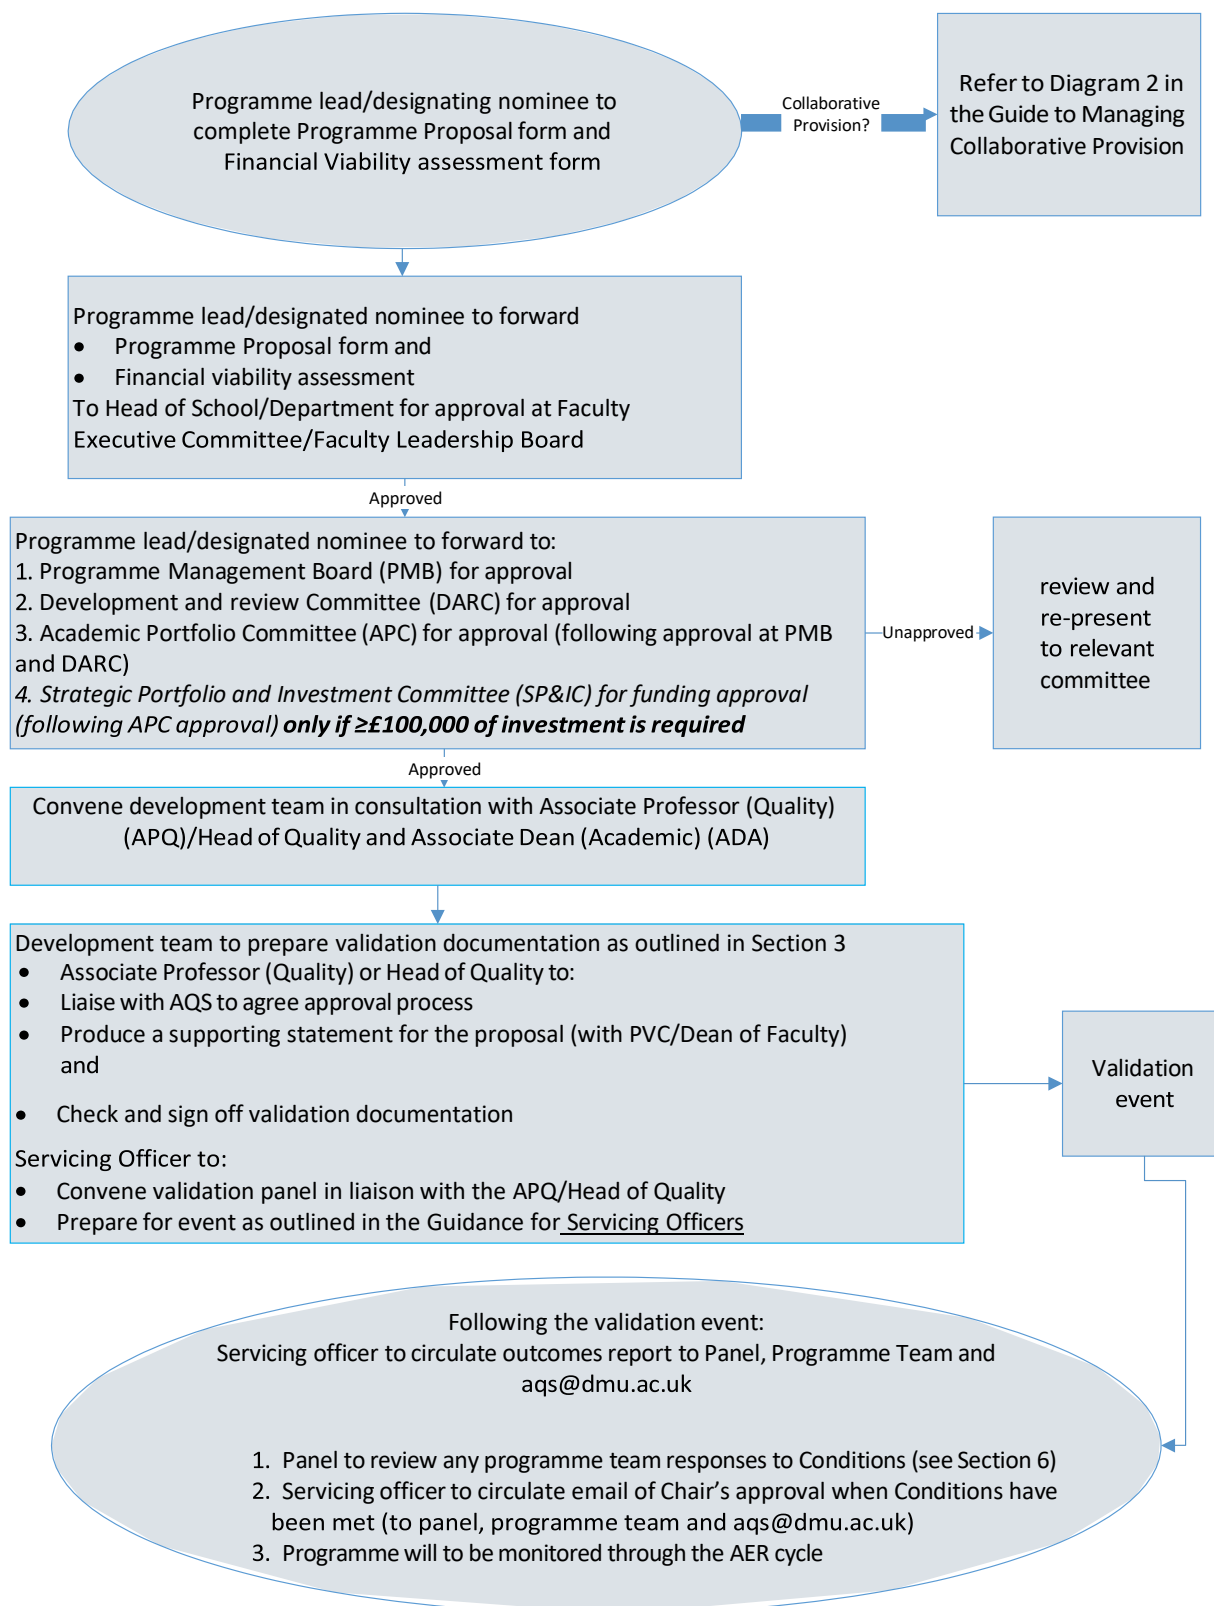 Programme lead/designating nominee to
complete Programme Proposal form and
Financial Viability assessment form
Collaborative
Provision?
Refer to Diagram 2 in
the Guide to Managing
Collaborative Provision
Programme lead/designated nominee to forward
• Programme Proposal form and
• Financial viability assessment
To Head of School/Department for approval at Faculty
Executive Committee/Faculty Leadership Board
Approved
Programme lead/designated nominee to forward to:
1. Programme Management Board (PMB) for approval
2. Development and review Committee (DARC) for approval
3. Academic Portfolio Committee (APC) for approval (following approval at PMB
and DARC)
4. Strategic Portfolio and Investment Committee (SP&IC) for funding approval
(following APC approval) only if ≥£100,000 of investment is required
Unapproved
review and
re-present
to relevant
committee
Approved
Convene development team in consultation with Associate Professor (Quality)
(APQ)/Head of Quality and Associate Dean (Academic) (ADA)
Development team to prepare validation documentation as outlined in Section 3
• Associate Professor (Quality) or Head of Quality to:
• Liaise with AQS to agree approval process
• Produce a supporting statement for the proposal (with PVC/Dean of Faculty)
and
• Check and sign off validation documentation
Servicing Officer to:
• Convene validation panel in liaison with the APQ/Head of Quality
• Prepare for event as outlined in the Guidance for Servicing Officers
Validation
event
Following the validation event:
Servicing officer to circulate outcomes report to Panel, Programme Team and
aqs@dmu.ac.uk
1. Panel to review any programme team responses to Conditions (see Section 6)
2. Servicing officer to circulate email of Chair’s approval when Conditions have
been met (to panel, programme team and aqs@dmu.ac.uk)
3. Programme will to be monitored through the AER cycle